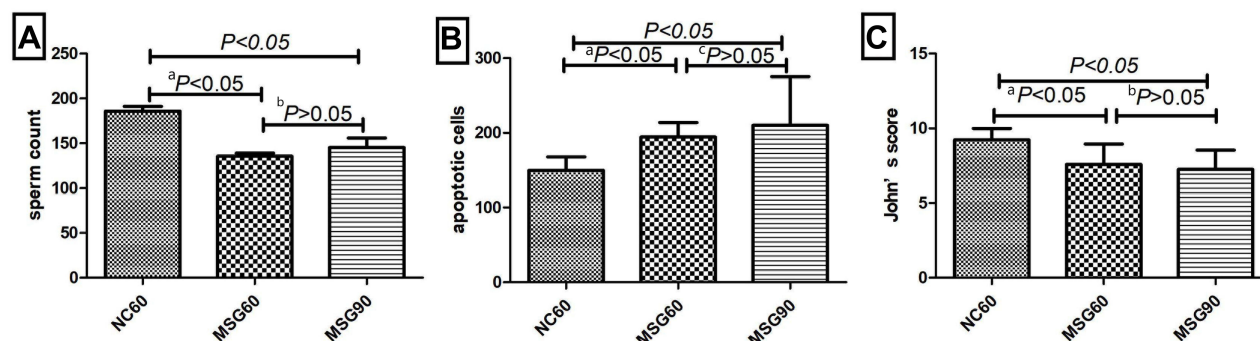 A
sperm count
250
200
150
100
50
0
P<0.05
aP<0.05
bP>0.05
NC60
MSG60
MSG90
B
apoptotic cells
300
200
100
0
P<0.05
aP<0.05
cP>0.05
NC60
MSG60
MSG90
C
John' s score
15
10
5
0
P<0.05
aP<0.05
bP>0.05
NC60
MSG60
MSG90